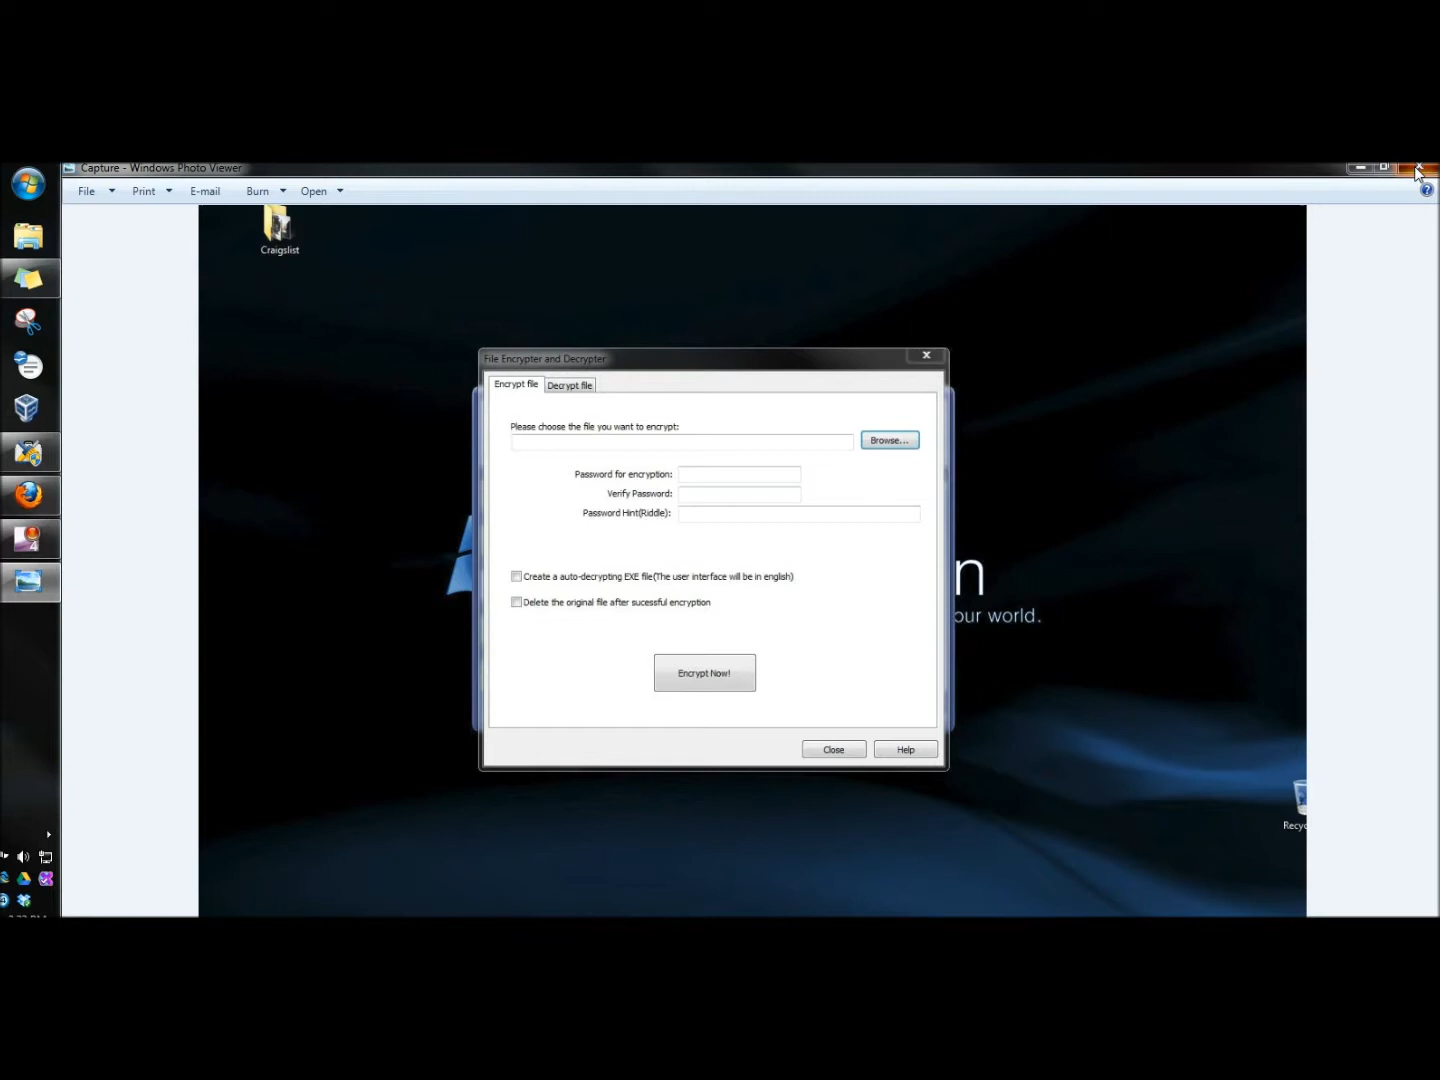 Capture - Windows Photo Viewer
File Print E-mail Burn Open
Craigslist
File Encrypter and Decrypter
Encrypt file Decrypt file
Please choose the file you want to encrypt:
Browse...
Password for encryption:
Verify Password:
Password Hint(Riddle):
n
our world.
Create a auto-decrypting EXE file(The user interface will be in english)
Delete the original file after sucessful encryption
Encrypt Now!
Close Help
Recyc